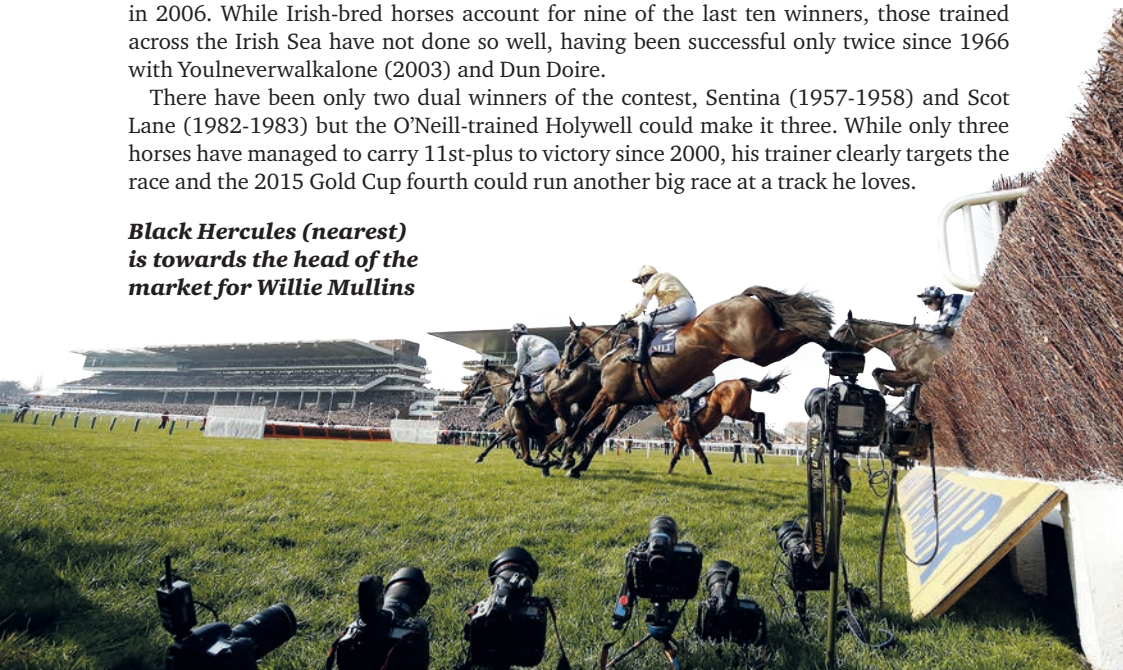 in 2006. While Irish-bred horses account for nine of the last ten winners, those trained
across the Irish Sea have not done so well, having been successful only twice since 1966
with Youlneverwalkalone (2003) and Dun Doire.
There have been only two dual winners of the contest, Sentina (1957-1958) and Scot
Lane (1982-1983) but the O’Neill-trained Holywell could make it three. While only three
horses have managed to carry 11st-plus to victory since 2000, his trainer clearly targets the
race and the 2015 Gold Cup fourth could run another big race at a track he loves.
Black Hercules (nearest)
is towards the head of the
market for Willie Mullins
Nikon